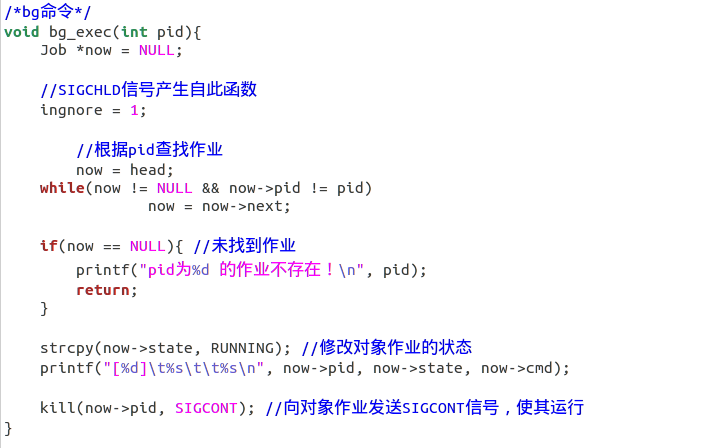 /*bg命令*/
void bg_exec(int pid){
    Job *now = NULL;
    //SIGCHLD信号产生自此函数
    ingnore = 1;
        //根据pid查找作业
        now = head;
    while(now != NULL && now->pid != pid)
                now = now->next;
    if(now == NULL){ //未找到作业
        printf("pid为%d 的作业不存在！\n", pid);
        return;
    }
    strcpy(now->state, RUNNING); //修改对象作业的状态
    printf("[%d]\t%s\t\t%s\n", now->pid, now->state, now->cmd);
    kill(now->pid, SIGCONT); //向对象作业发送SIGCONT信号，使其运行
}